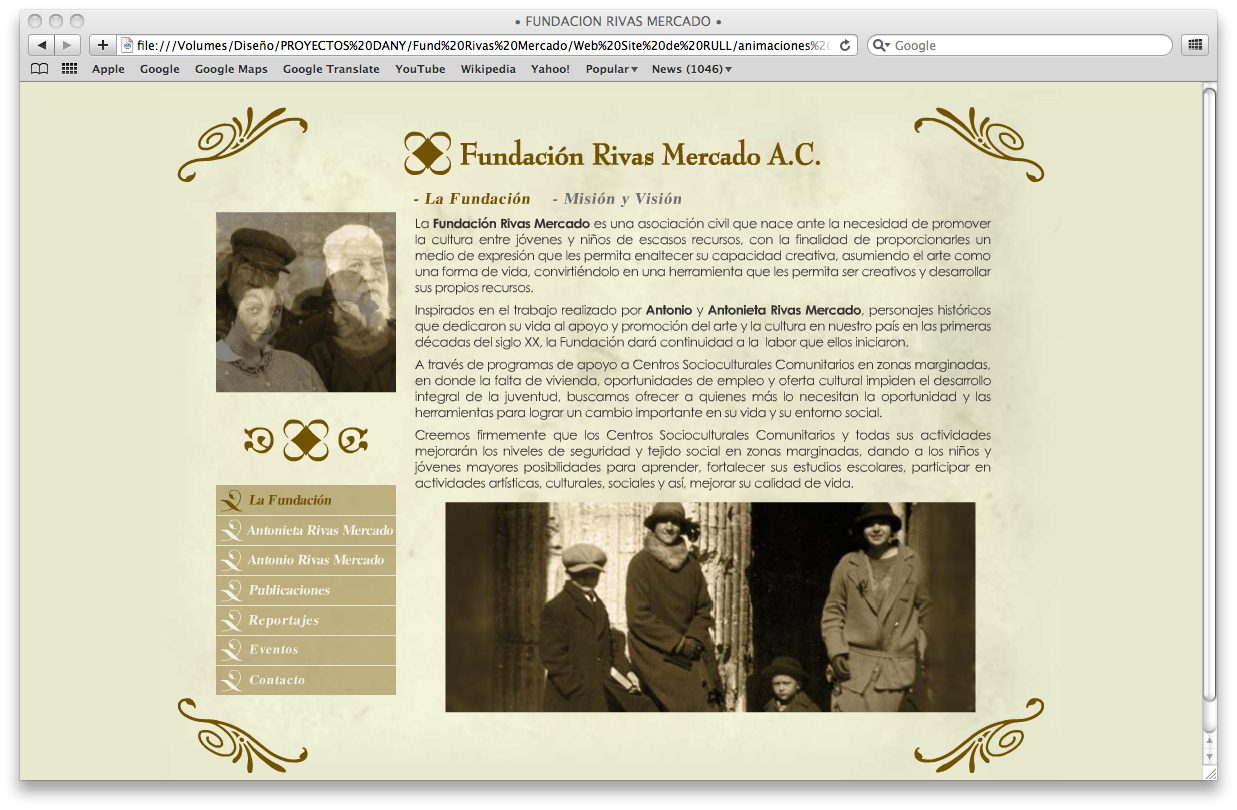 • FUNDACION RIVAS MERCADO •
file:///Volumes/Diseño/PROYECTOS%20DANY/Fund%20Rivas%20Mercado/Web%20Site%20de%20RULL/animaciones%20
Google
Apple Google Google Maps Google Translate YouTube Wikipedia Yahoo! Popular News (1046)
Fundación Rivas Mercado A.C.
- La Fundación - Misión y Visión
La Fundación Rivas Mercado es una asociación civil que nace ante la necesidad de promover
la cultura entre jóvenes y niños de escasos recursos, con la finalidad de proporcionarles un
medio de expresión que les permita enaltecer su capacidad creativa, asumiendo el arte como
una forma de vida, convirtiéndolo en una herramienta que les permita ser creativos y desarrollar
sus propios recursos.
Inspirados en el trabajo realizado por Antonio y Antonieta Rivas Mercado, personajes históricos
que dedicaron su vida al apoyo y promoción del arte y la cultura en nuestro país en las primeras
décadas del siglo XX, la Fundación dará continuidad a la labor que ellos iniciaron.
A través de programas de apoyo a Centros Socioculturales Comunitarios en zonas marginadas,
en donde la falta de vivienda, oportunidades de empleo y oferta cultural impiden el desarrollo
integral de la juventud, buscamos ofrecer a quienes más lo necesitan la oportunidad y las
herramientas para lograr un cambio importante en su vida y su entorno social.
Creemos firmemente que los Centros Socioculturales Comunitarios y todas sus actividades
mejorarán los niveles de seguridad y tejido social en zonas marginadas, dando a los niños y
jóvenes mayores posibilidades para aprender, fortalecer sus estudios escolares, participar en
actividades artísticas, culturales, sociales y así, mejorar su calidad de vida.
La Fundación
Antonieta Rivas Mercado
Antonio Rivas Mercado
Publicaciones
Reportajes
Eventos
Contacto